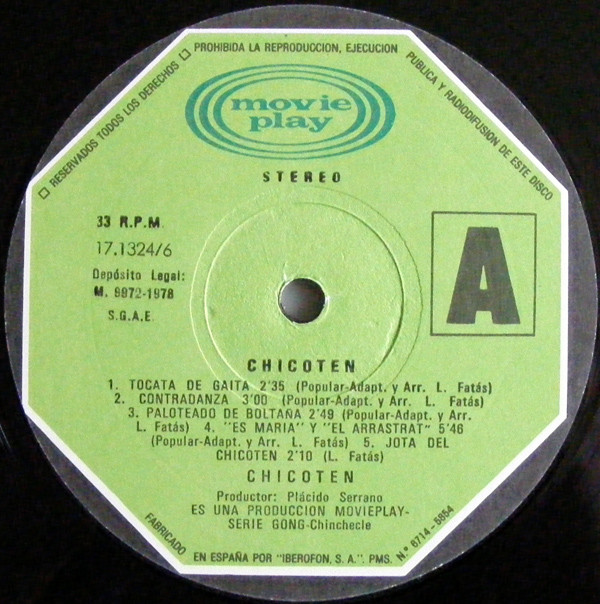 □ RESERVADOS TODOS LOS DERECHOS □ PROHIBIDA LA REPRODUCCION, EJECUCION PUBLICA Y RADIODIFUSION DE ESTE DISCO
movie
play
STEREO
33 R.P.M.
17.1324/6
Depósito Legal:
M. 9972-1978
S.G.A.E.
A
CHICOTEN
1. TOCATA DE GAITA 2'35 (Popular-Adapt. y Arr. L. Fatás)
2. CONTRADANZA 3'00 (Popular-Adapt. y Arr. L. Fatás)
3. PALOTEADO DE BOLTAÑA 2'49 (Popular-Adapt. y Arr.
L. Fatás) 4. "ES MARIA" Y "EL ARRASTRAT" 5'46
(Popular-Adapt. y Arr. L. Fatás) 5. JOTA DEL
CHICOTEN 2'10 (L. Fatás)
CHICOTEN
Productor: Plácido Serrano
ES UNA PRODUCCION MOVIEPLAY-
SERIE GONG-Chinchecle
FABRICADO EN ESPAÑA POR "IBEROFON, S. A.". PMS. Nº 6714-5854